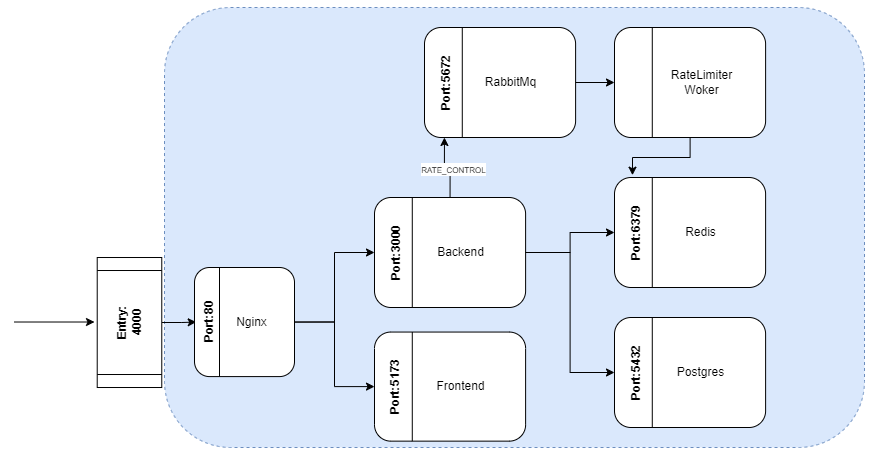 Entry:
4000
Port:80
Nginx
Port:3000
Backend
Port:5173
Frontend
RATE_CONTROL
Port:5672
RabbitMq
RateLimiter
Woker
Port:6379
Redis
Port:5432
Postgres